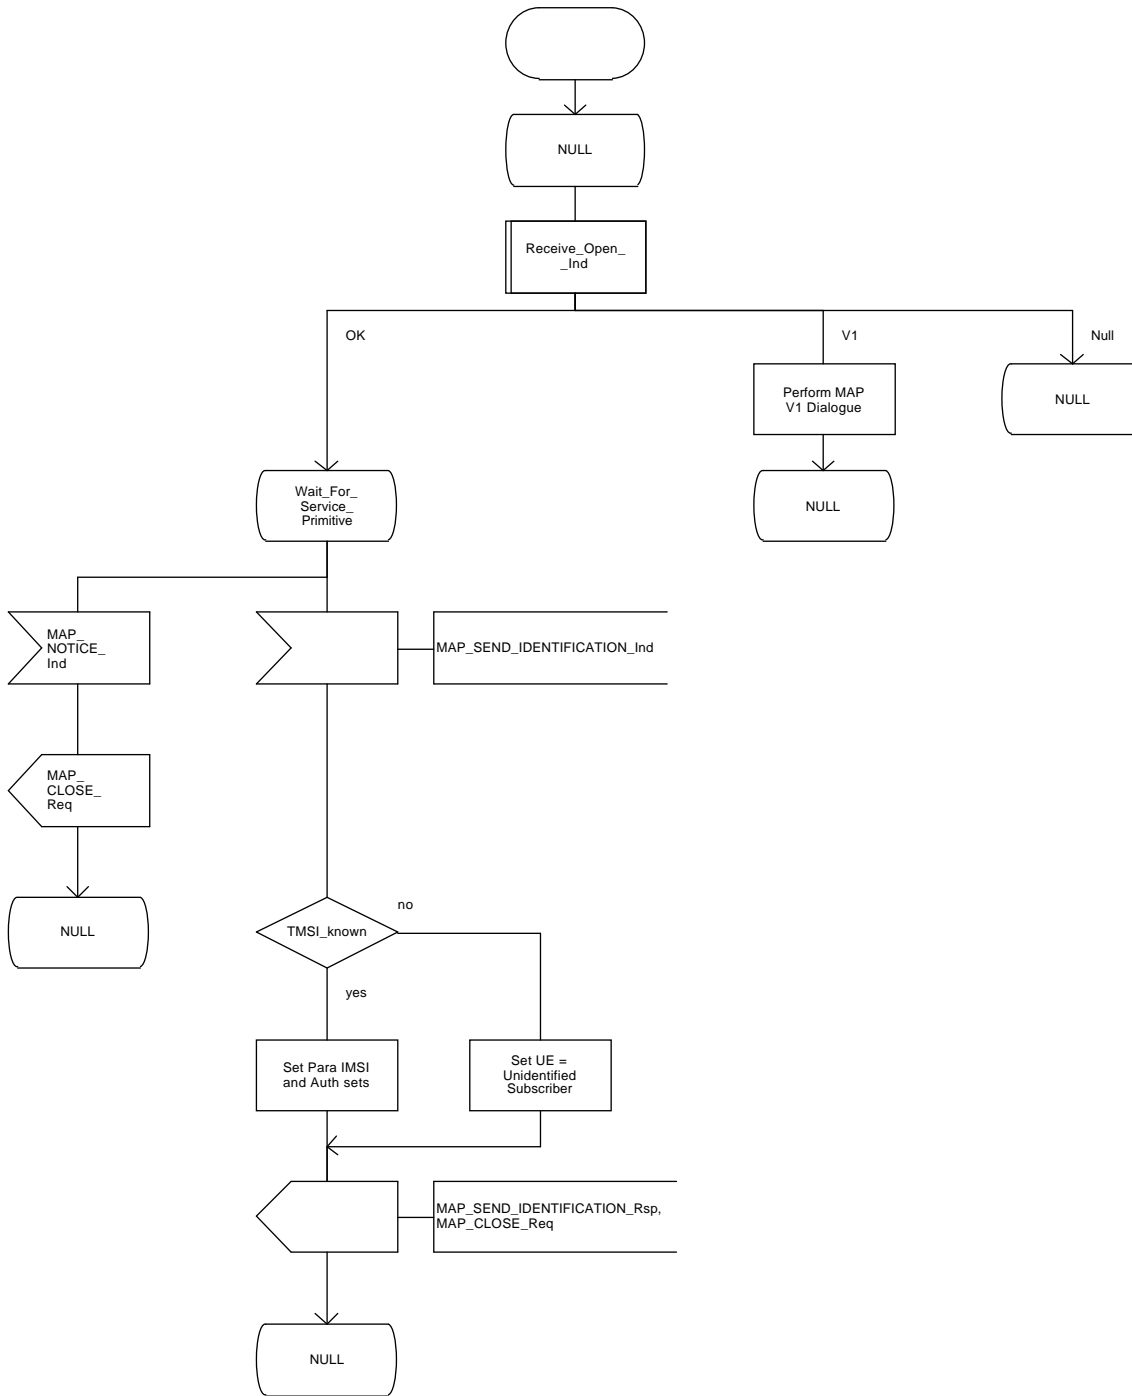 NULL
Receive_Open_
_Ind
OK
V1
Null
Perform MAP
V1 Dialogue
NULL
Wait_For_
Service_
Primitive
NULL
MAP_
NOTICE_
Ind
MAP_SEND_IDENTIFICATION_Ind
MAP_
CLOSE_
Req
NULL
TMSI_known
no
yes
Set Para IMSI
and Auth sets
Set UE =
Unidentified
Subscriber
MAP_SEND_IDENTIFICATION_Rsp,
MAP_CLOSE_Req
NULL